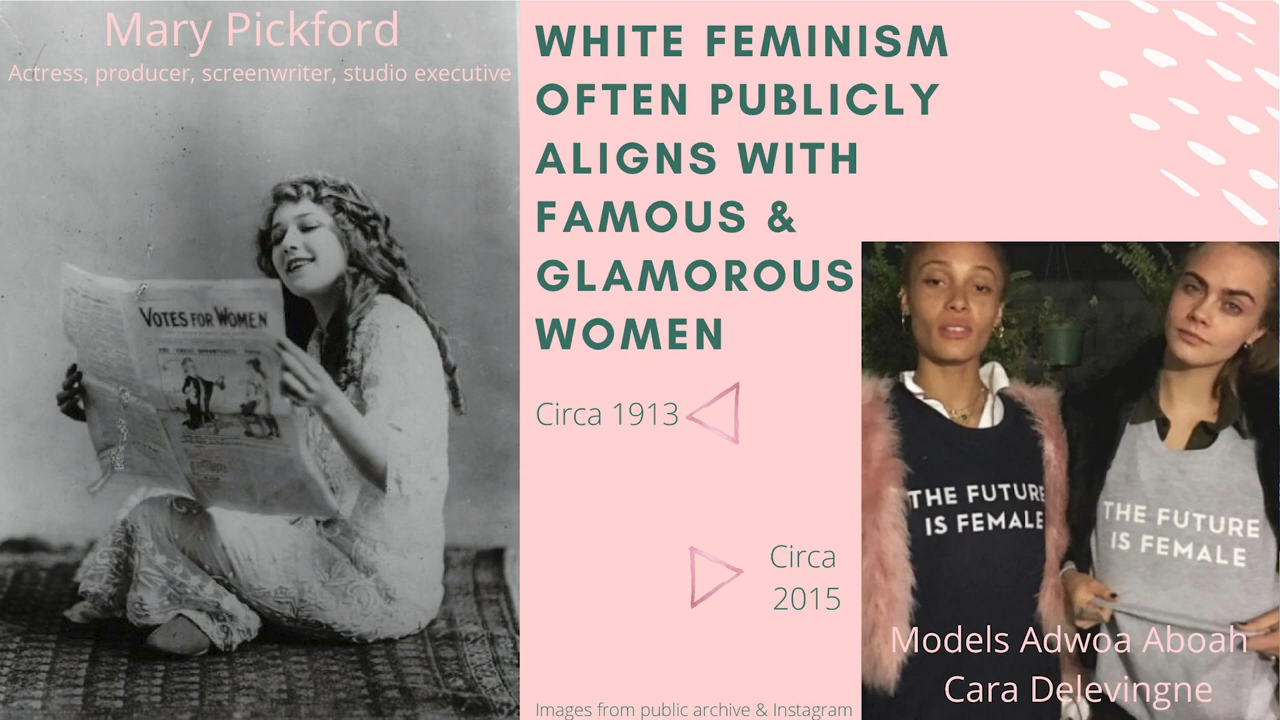 Mary Pickford
Actress, producer, screenwriter, studio executive
VOTES FOR WOMEN
WHITE FEMINISM
OFTEN PUBLICLY
ALIGNS WITH
FAMOUS &
GLAMOROUS
WOMEN
Circa 1913
Circa
2015
THE FUTURE
IS FEMALE
THE FUTURE
IS FEMALE
Models Adwoa Aboah
Cara Delevingne
Images from public archive & Instagram